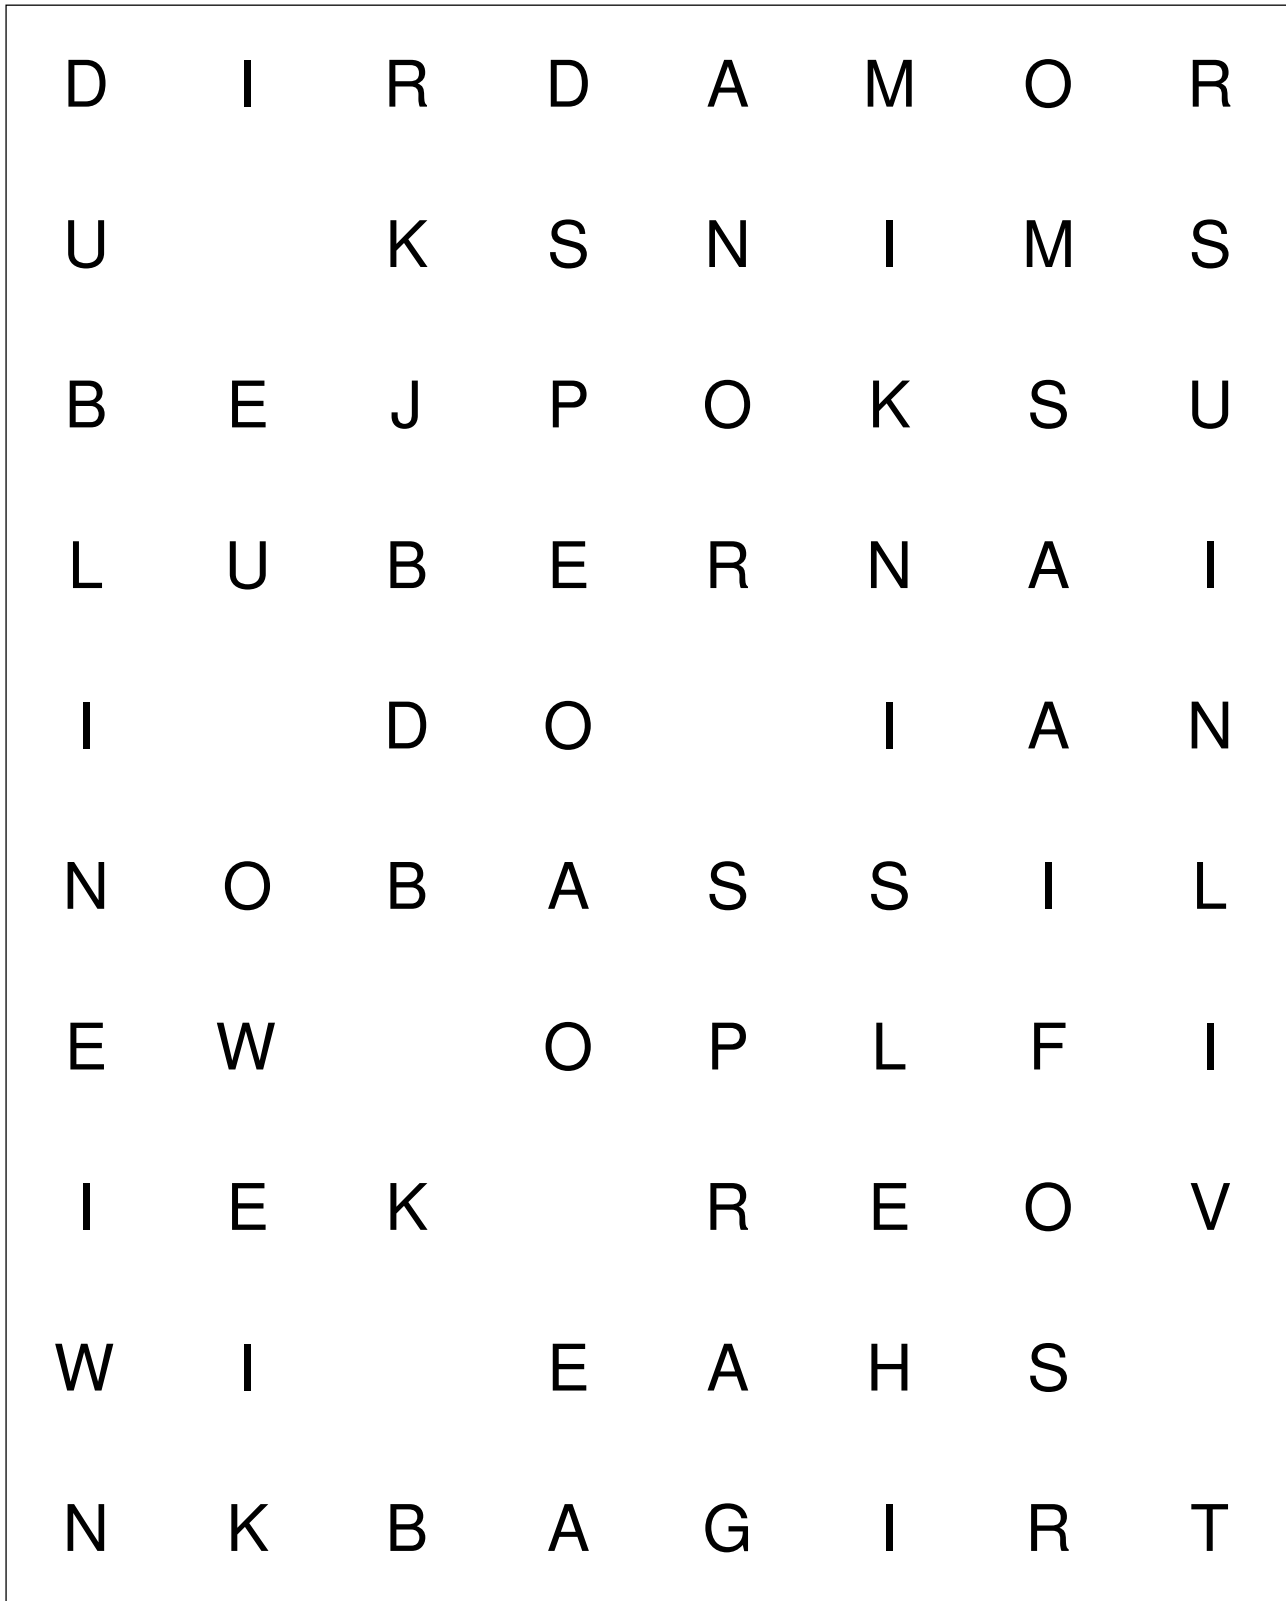 D I R D A M O R
U K S N I M S
B E J P O K S U
L U B E R N A I
I D O I A N
N O B A S S I L
E W O P L F I
I E K R E O V
W I E A H S
N K B A G I R T